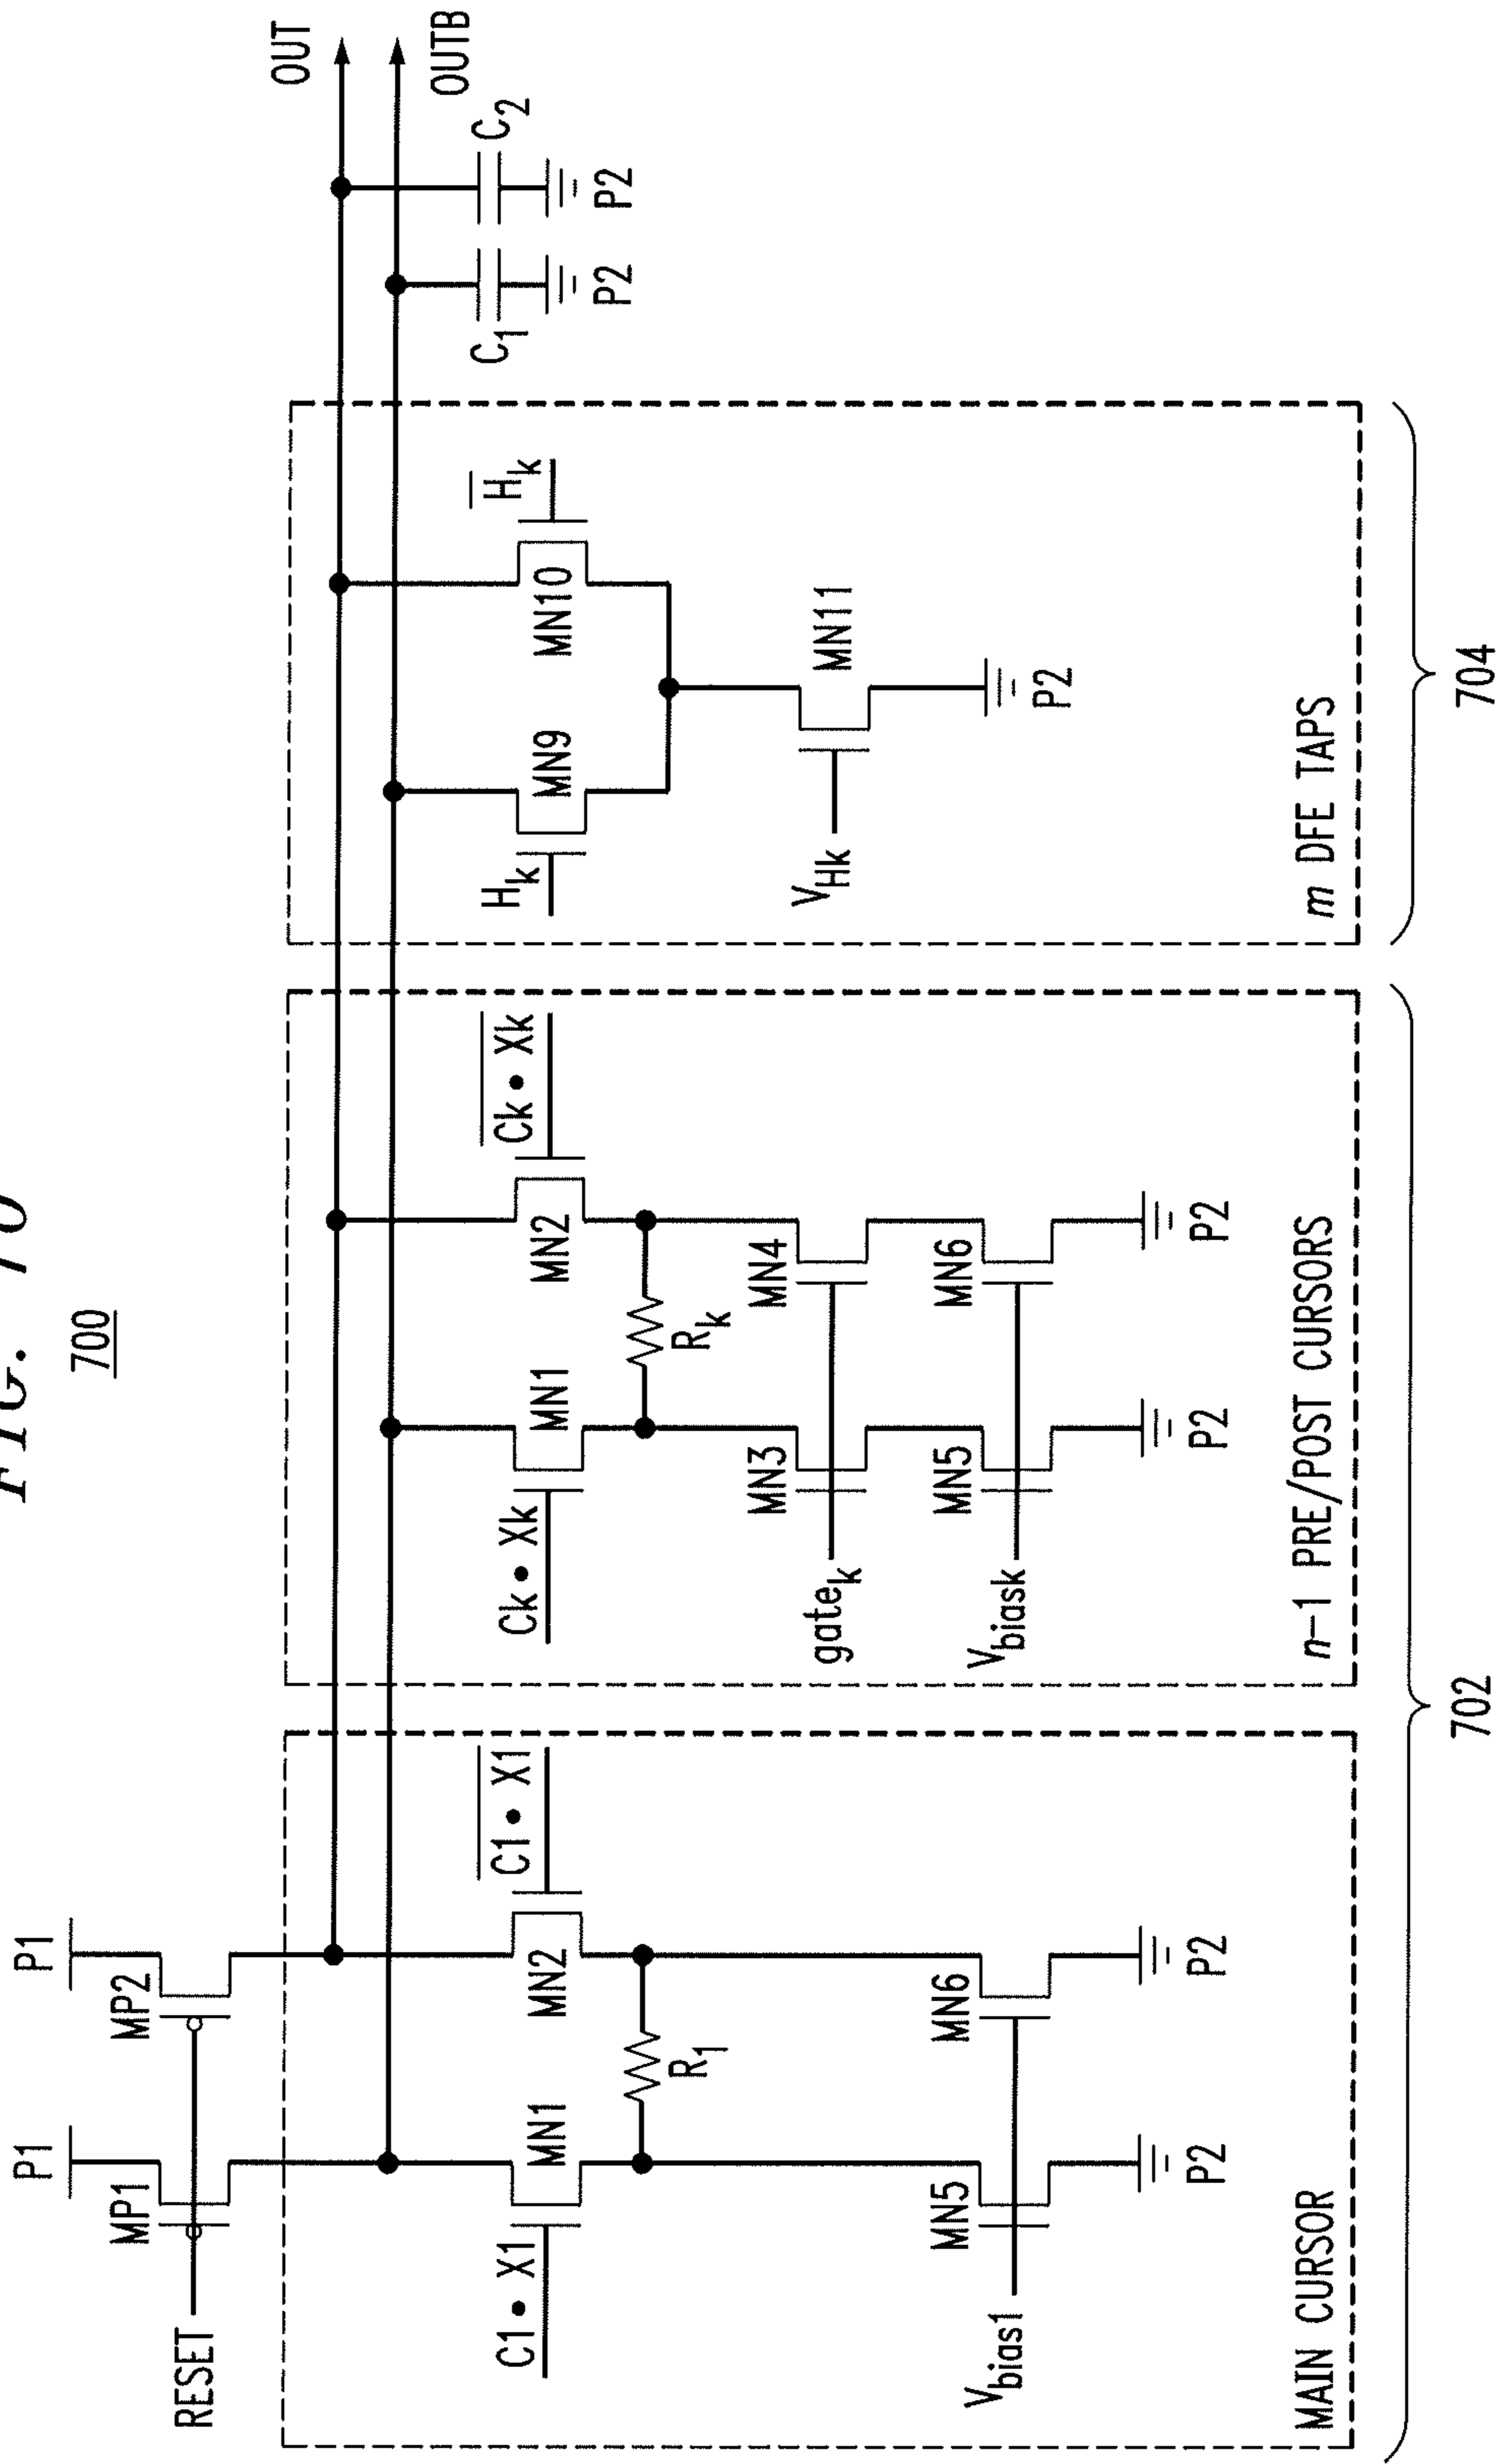 FIG.
700
P1
P1
RESET
MP1
MP2
OUT
OUTB
C1•X1
MN1
MN2
C1•X1
R1
Vbias1
MN5
MN6
P2
P2
MAIN CURSOR
Ck•Xk
MN1
MN2
Ck•Xk
Rk
gatek
MN3
MN4
Vbiask
MN5
MN6
P2
P2
n-1 PRE/POST CURSORS
702
Hk
MN9
MN10
Hk
VHk
MN11
P2
m DFE TAPS
704
C1
C2
P2
P2